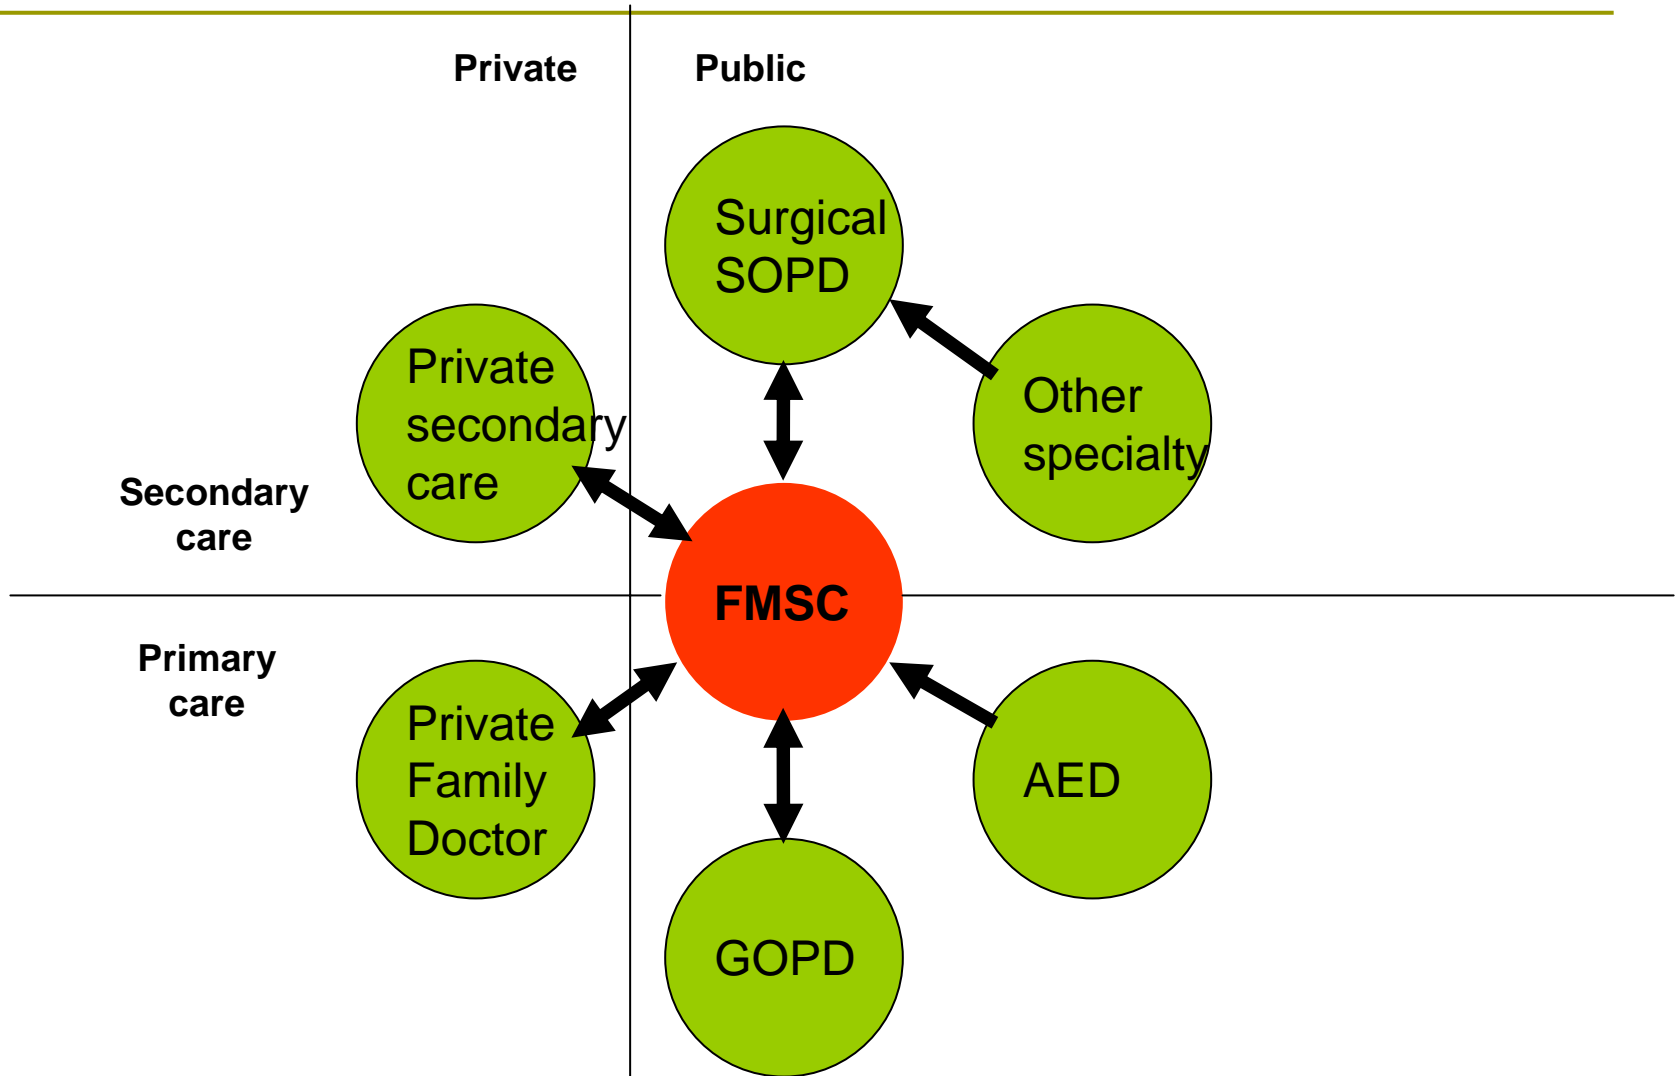 Private
Public
Surgical
SOPD
Private
secondary
care
Other
specialty
Secondary
care
FMSC
Primary
care
Private
Family
Doctor
AED
GOPD